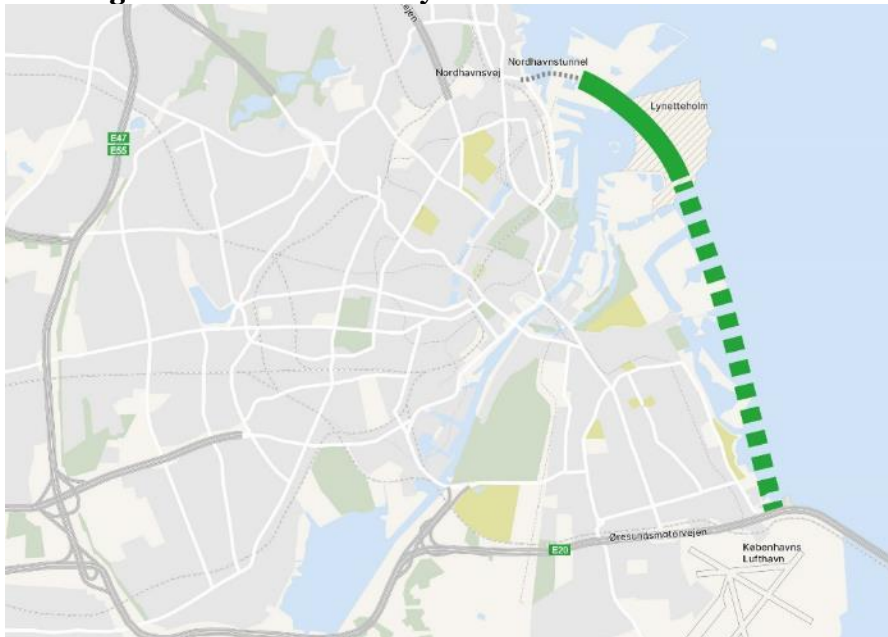 Nordhavnstunnel
Nordhavnsvej
Lynetteholm
E47
E55
Øresundsmotorvejen
E20
Københavns
Lufthavn